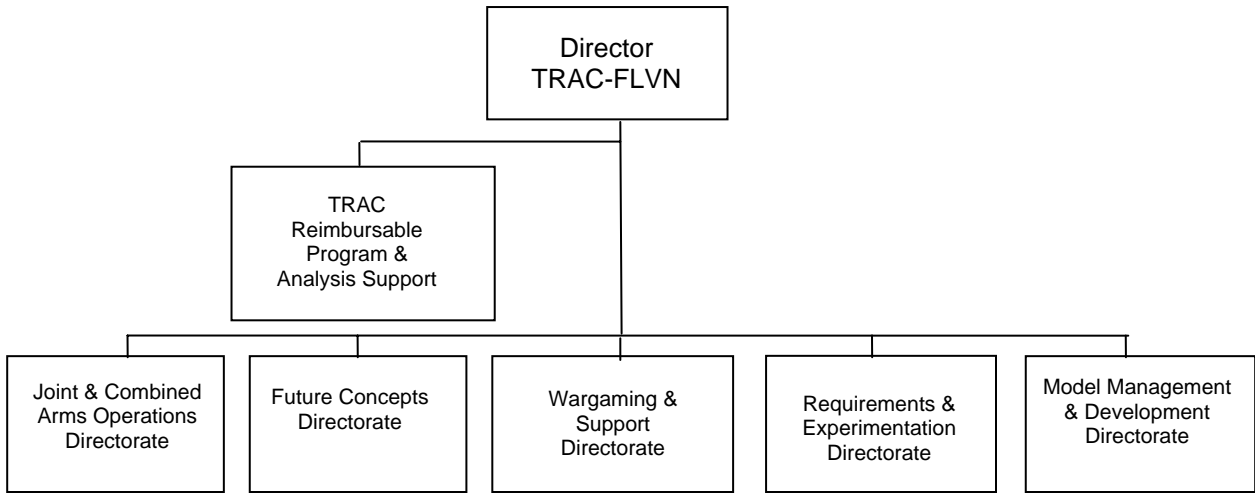 Director
TRAC-FLVN
TRAC
Reimbursable
Program &
Analysis Support
Joint & Combined
Arms Operations
Directorate
Future Concepts
Directorate
Wargaming &
Support
Directorate
Requirements &
Experimentation
Directorate
Model Management
& Development
Directorate